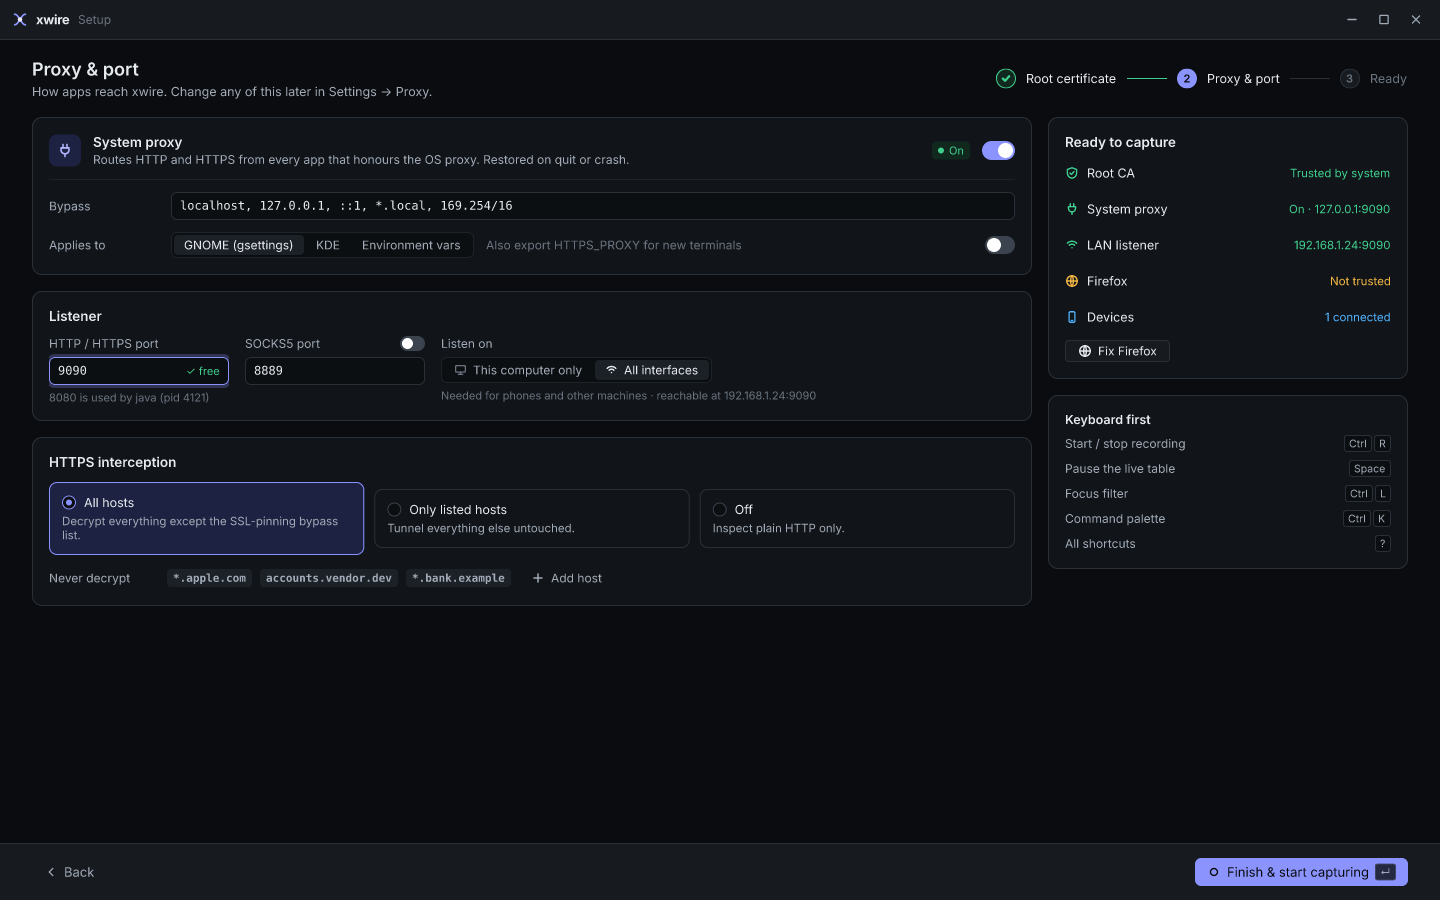 xwire Setup
Proxy & port
How apps reach xwire. Change any of this later in Settings → Proxy.
Root certificate
2 Proxy & port
3 Ready
System proxy
Routes HTTP and HTTPS from every app that honours the OS proxy. Restored on quit or crash.
On
Bypass
localhost, 127.0.0.1, ::1, *.local, 169.254/16
Applies to
GNOME (gsettings) KDE Environment vars
Also export HTTPS_PROXY for new terminals
Listener
HTTP / HTTPS port
9090
free
8080 is used by java (pid 4121)
SOCKS5 port
8889
Listen on
This computer only All interfaces
Needed for phones and other machines · reachable at 192.168.1.24:9090
HTTPS interception
All hosts
Decrypt everything except the SSL-pinning bypass
list.
Only listed hosts
Tunnel everything else untouched.
Off
Inspect plain HTTP only.
Never decrypt
*.apple.com accounts.vendor.dev *.bank.example
Add host
Ready to capture
Root CA Trusted by system
System proxy On · 127.0.0.1:9090
LAN listener 192.168.1.24:9090
Firefox Not trusted
Devices 1 connected
Fix Firefox
Keyboard first
Start / stop recording Ctrl R
Pause the live table Space
Focus filter Ctrl L
Command palette Ctrl K
All shortcuts ?
Back
Finish & start capturing ↵